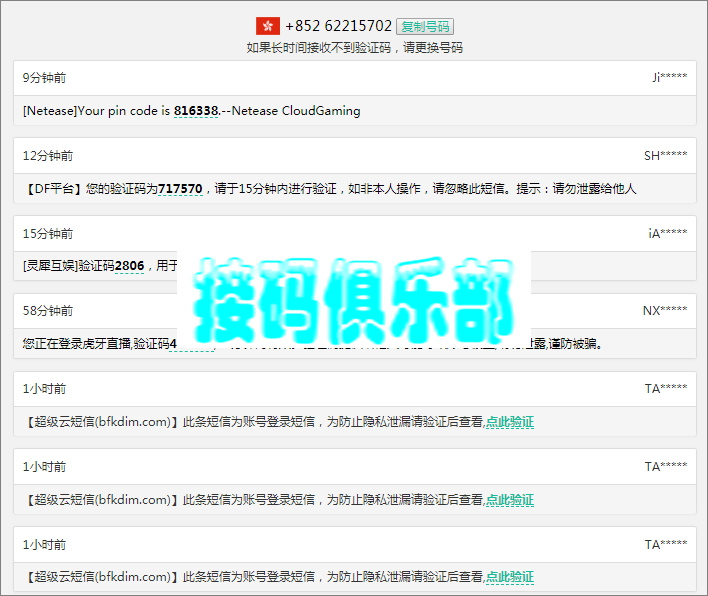 +852 62215702 复制号码
如果长时间接收不到验证码，请更换号码
9分钟前 Ji*****
[Netease]Your pin code is 816338.--Netease CloudGaming
12分钟前 SH*****
【DF平台】您的验证码为717570，请于15分钟内进行验证，如非本人操作，请忽略此短信。提示：请勿泄露给他人
15分钟前 iA*****
[灵犀互娱]验证码2806，用于
接码俱乐部
58分钟前 NX*****
您正在登录虎牙直播,验证码4 泄露,谨防被骗。
1小时前 TA*****
【超级云短信(bfkdim.com)】此条短信为账号登录短信，为防止隐私泄漏请验证后查看,点此验证
1小时前 TA*****
【超级云短信(bfkdim.com)】此条短信为账号登录短信，为防止隐私泄漏请验证后查看,点此验证
1小时前 TA*****
【超级云短信(bfkdim.com)】此条短信为账号登录短信，为防止隐私泄漏请验证后查看,点此验证